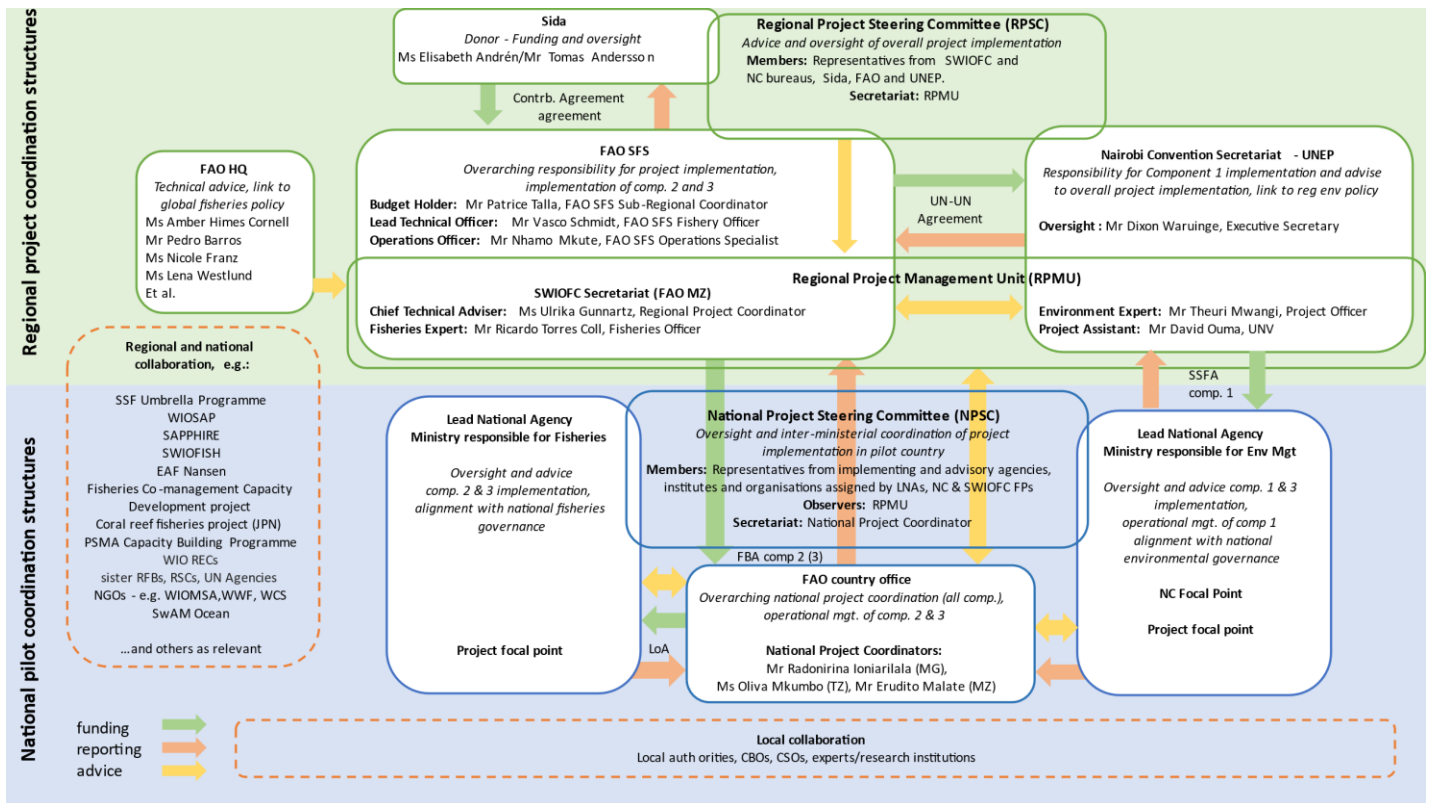 Regional project coordination structures
Sida
Donor - Funding and oversight
Ms Elisabeth Andrén/Mr Tomas Andersson
Regional Project Steering Committee (RPSC)
Advice and oversight of overall project implementation
Members: Representatives from SWIOFC and
NC bureaus, Sida, FAO and UNEP.
Secretariat: RPMU
Contrb. Agreement
agreement
FAO HQ
Technical advice, link to
global fisheries policy
Ms Amber Himes Cornell
Mr Pedro Barros
Ms Nicole Franz
Ms Lena Westlund
Et al.
FAO SFS
Overarching responsibility for project implementation,
implementation of comp. 2 and 3
Budget Holder: Mr Patrice Talla, FAO SFS Sub-Regional Coordinator
Lead Technical Officer: Mr Vasco Schmidt, FAO SFS Fishery Officer
Operations Officer: Mr Nhamo Mkute, FAO SFS Operations Specialist
UN-UN
Agreement
Nairobi Convention Secretariat - UNEP
Responsibility for Component 1 implementation and advise
to overall project implementation, link to reg env policy
Oversight : Mr Dixon Waruinge, Executive Secretary
Regional Project Management Unit (RPMU)
SWIOFC Secretariat (FAO MZ)
Chief Technical Adviser: Ms Ulrika Gunnartz, Regional Project Coordinator
Fisheries Expert: Mr Ricardo Torres Coll, Fisheries Officer
Environment Expert: Mr Theuri Mwangi, Project Officer
Project Assistant: Mr David Ouma, UNV
Regional and national
collaboration, e.g.:
SSF Umbrella Programme
WIOSAP
SAPPHIRE
SWIOFISH
EAF Nansen
Fisheries Co-management Capacity
Development project
Coral reef fisheries project (JPN)
PSMA Capacity Building Programme
WIO RECs
sister RFBs, RSCs, UN Agencies
NGOs - e.g. WIOMSA,WWF, WCS
SwAM Ocean
...and others as relevant
SSFA
comp. 1
National pilot coordination structures
Lead National Agency
Ministry responsible for Fisheries
Oversight and advice
comp. 2 & 3 implementation,
alignment with national fisheries
governance
Project focal point
National Project Steering Committee (NPSC)
Oversight and inter-ministerial coordination of project
implementation in pilot country
Members: Representatives from implementing and advisory agencies,
institutes and organisations assigned by LNAs, NC & SWIOFC FPs
Observers: RPMU
Secretariat: National Project Coordinator
FBA comp 2 (3)
Lead National Agency
Ministry responsible for Env Mgt
Oversight and advice comp. 1 & 3
implementation,
operational mgt. of comp 1
alignment with national
environmental governance
NC Focal Point
Project focal point
LoA
FAO country office
Overarching national project coordination (all comp.),
operational mgt. of comp. 2 & 3
National Project Coordinators:
Mr Radonirina Ioniarilala (MG),
Ms Oliva Mkumbo (TZ), Mr Erudito Malate (MZ)
funding
reporting
advice
Local collaboration
Local auth orities, CBOs, CSOs, experts/research institutions